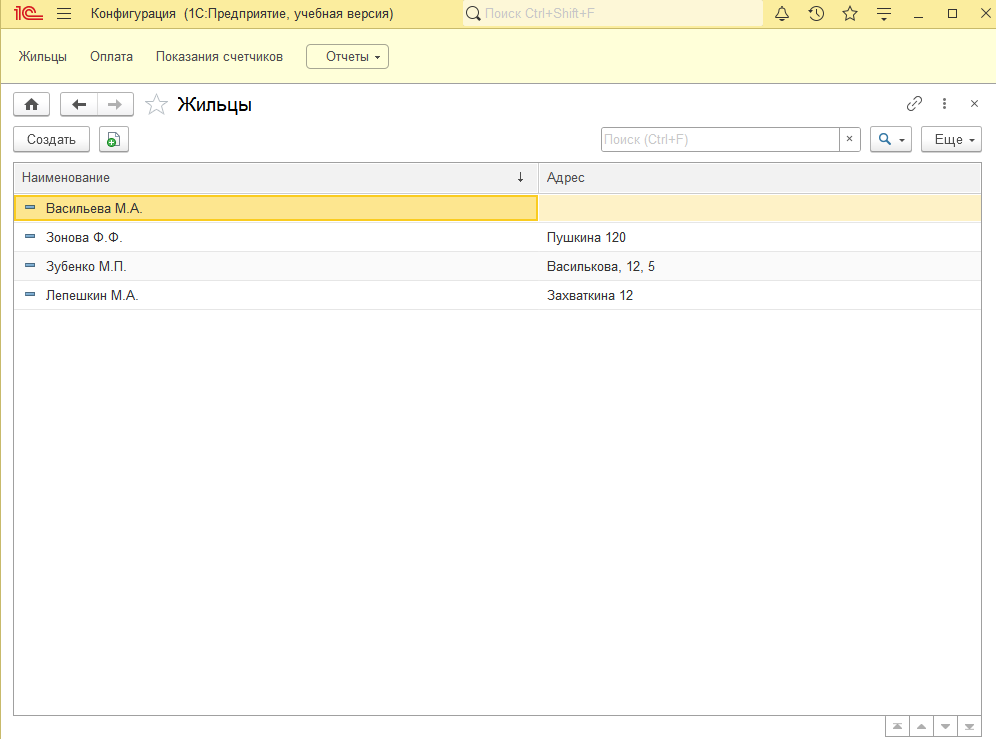 1С Конфигурация (1С:Предприятие, учебная версия) Поиск Ctrl+Shift+F
Жильцы Оплата Показания счетчиков Отчеты
Жильцы
Создать Поиск (Ctrl+F) × Еще
Наименование ↓ Адрес
Васильева М.А.
Зонова Ф.Ф. Пушкина 120
Зубенко М.П. Василькова, 12, 5
Лепешкин М.А. Захваткина 12